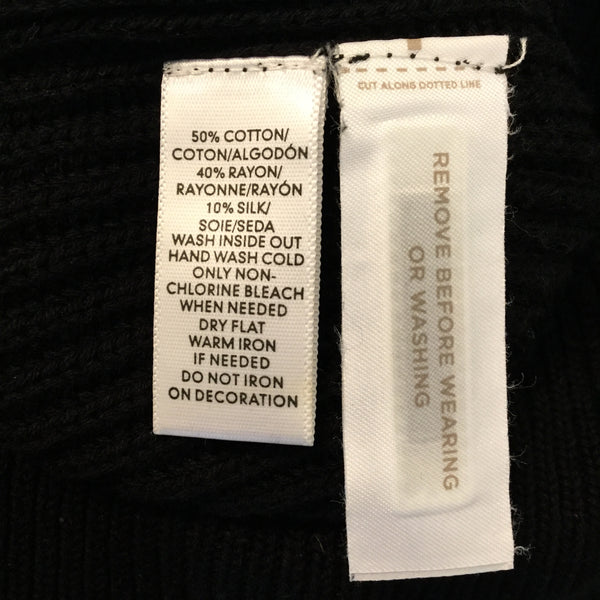 50% COTTON/
COTON/ALGODÓN
40% RAYON/
RAYONNE/RAYÓN
10% SILK/
SOIE/SEDA
WASH INSIDE OUT
HAND WASH COLD
ONLY NON-
CHLORINE BLEACH
WHEN NEEDED
DRY FLAT
WARM IRON
IF NEEDED
DO NOT IRON
ON DECORATION
CUT ALONG DOTTED LINE
REMOVE BEFORE WEARING
OR WASHING